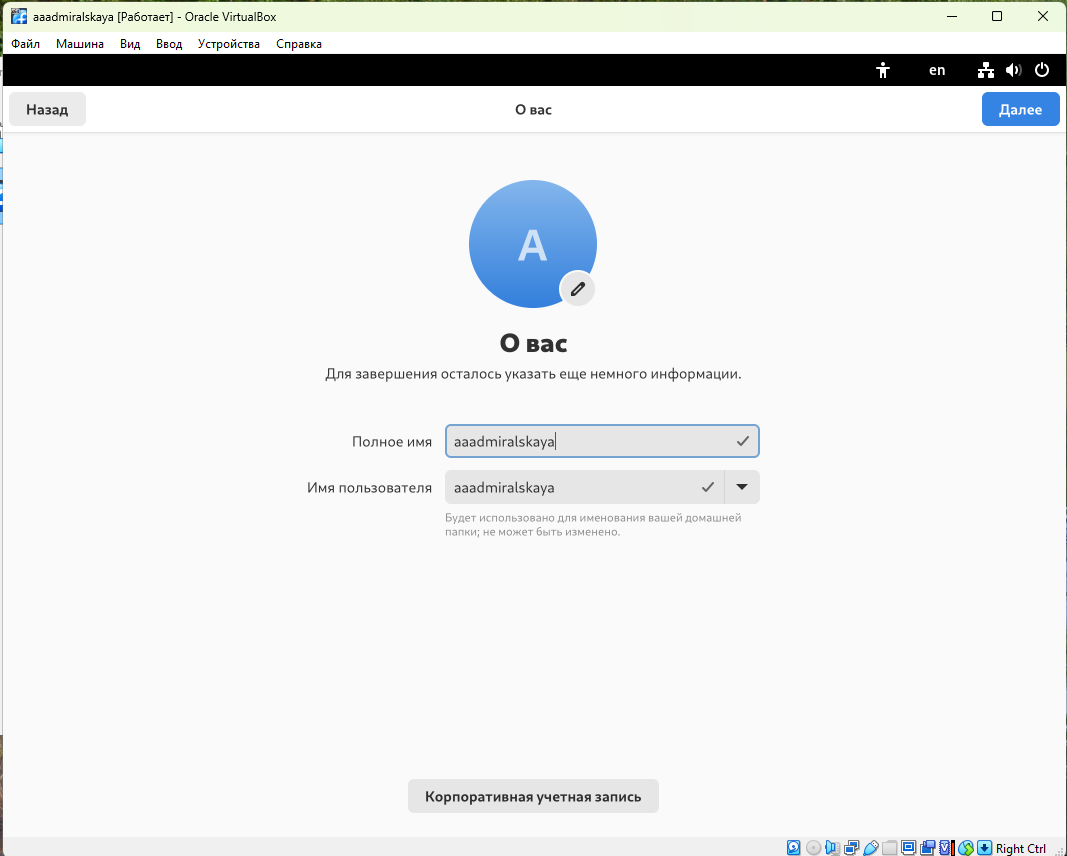 aaadmiralskaya [Работает] - Oracle VirtualBox
Файл Машина Вид Ввод Устройства Справка
en
Назад О вас Далее
A
О вас
Для завершения осталось указать еще немного информации.
Полное имя aaadmiralskaya
Имя пользователя aaadmiralskaya
Будет использовано для именования вашей домашней
папки; не может быть изменено.
Корпоративная учетная запись
Right Ctrl